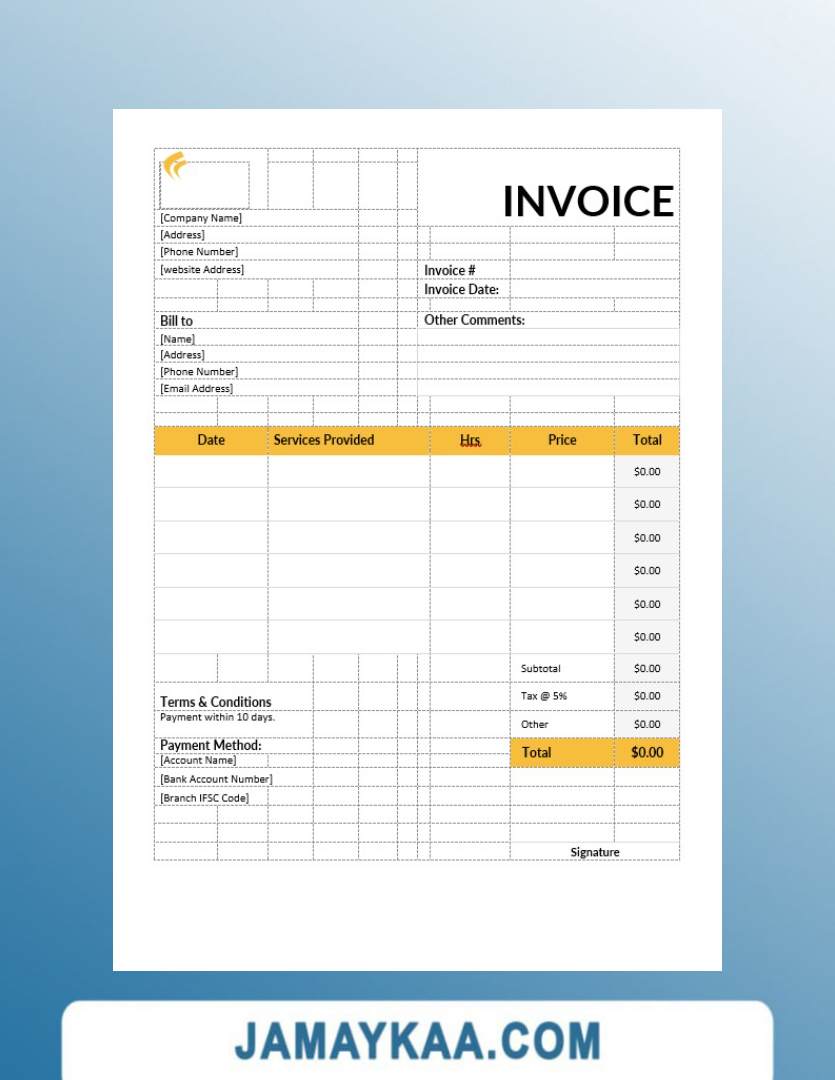 INVOICE
[Company Name]
[Address]
[Phone Number]
[website Address]
Invoice #
Invoice Date:
Bill to
Other Comments:
[Name]
[Address]
[Phone Number]
[Email Address]
Date Services Provided Hrs Price Total
$0.00
$0.00
$0.00
$0.00
$0.00
$0.00
Subtotal $0.00
Tax @ 5% $0.00
Terms & Conditions
Payment within 10 days.
Other $0.00
Payment Method:
Total $0.00
[Account Name]
[Bank Account Number]
[Branch IFSC Code]
Signature
JAMAYKAA.COM